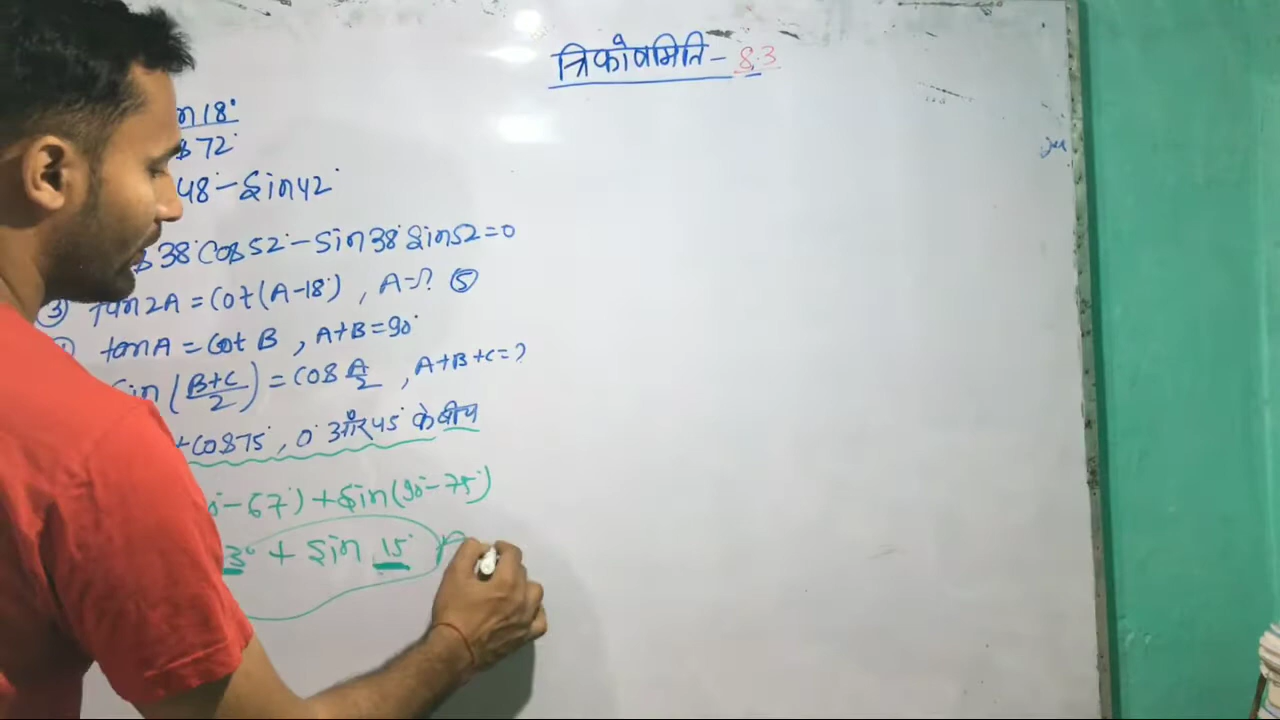 त्रिकोणमिति - 8.3
n 18°
72°
48° - Sin 42°
38° Cos 52° - Sin 38° Sin 52° = 0
③ Tan 2A = Cot (A - 18°) , A = ? ⑤
tan A = Cot B , A + B = 90°
Sin (B+C/2) = Cos A/2 , A + B + C = ?
+ Cos 75° , 0° और 45° के बीच
- 67°) + Sin (90° - 75°)
3° + Sin 15°